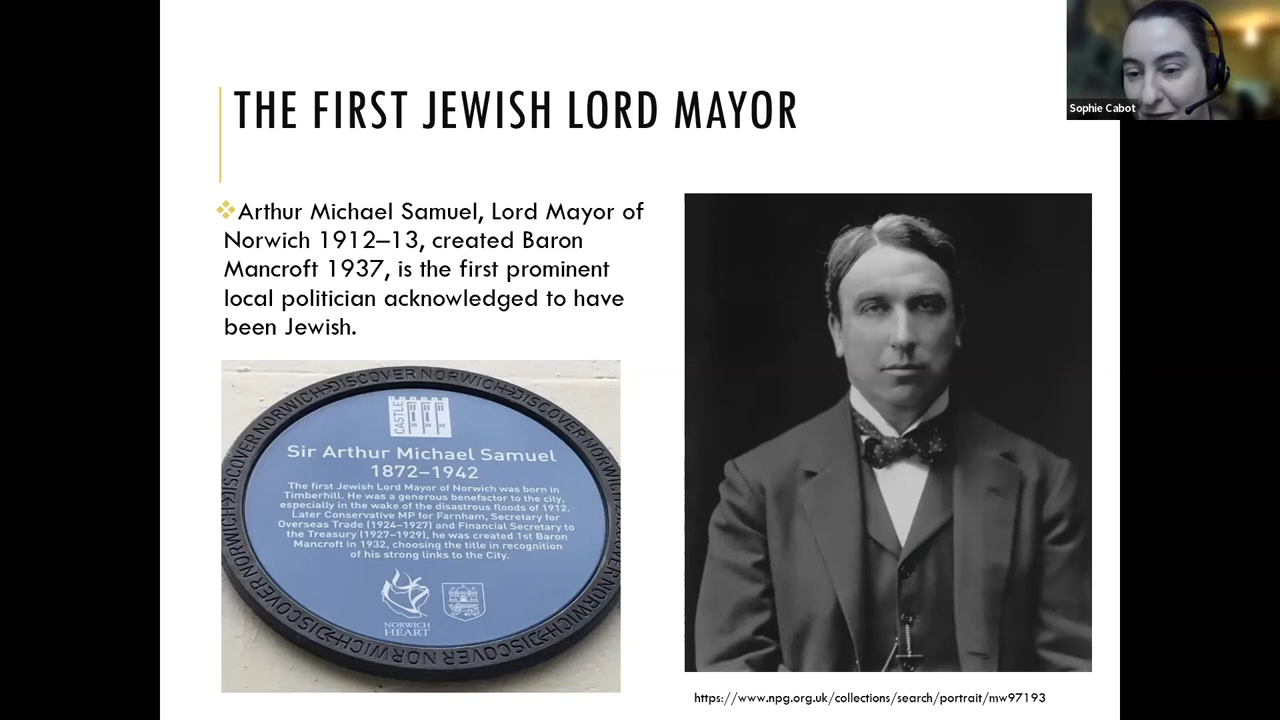 THE FIRST JEWISH LORD MAYOR
Sophie Cabot
Arthur Michael Samuel, Lord Mayor of
Norwich 1912–13, created Baron
Mancroft 1937, is the first prominent
local politician acknowledged to have
been Jewish.
DISCOVER NORWICH DISCOVER NORWICH DISCOVER NORWICH DISCOVER NORWICH DISCOVER NORWICH DISCOVER NORWICH
CASTLE
Sir Arthur Michael Samuel
1872–1942
The first Jewish Lord Mayor of Norwich was born in
Timberhill. He was a generous benefactor to the city,
especially in the wake of the disastrous floods of 1912.
Later Conservative MP for Farnham, Secretary for
Overseas Trade (1924–1927) and Financial Secretary to
the Treasury (1927–1929), he was created 1st Baron
Mancroft in 1932, choosing the title in recognition
of his strong links to the City.
NORWICH
HEART
https://www.npg.org.uk/collections/search/portrait/mw97193